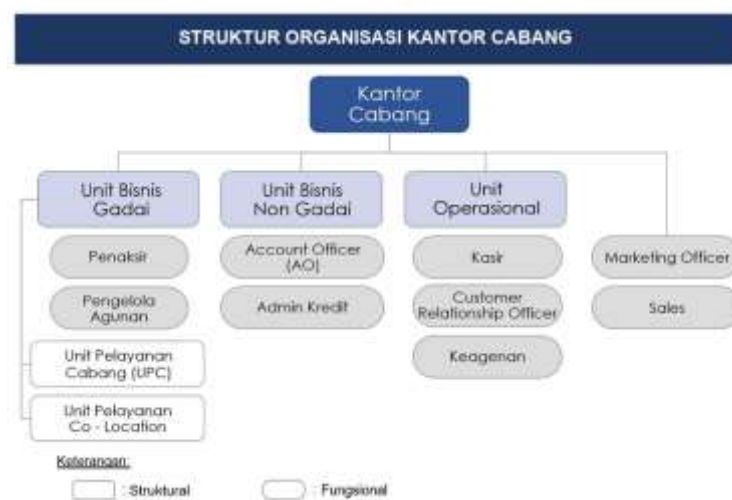 STRUKTUR ORGANISASI KANTOR CABANG
Kantor
Cabang
Unit Bisnis
Gadai
Unit Bisnis
Non Gadai
Unit
Operasional
Penaksir
Account Officer
(AO)
Kasir
Marketing Officer
Pengelola
Agunan
Admin Kredit
Customer
Relationship Officer
Sales
Unit Pelayanan
Cabang (UPC)
Keagenan
Unit Pelayanan
Co - Location
Keterangan:
: Struktural
: Fungsional